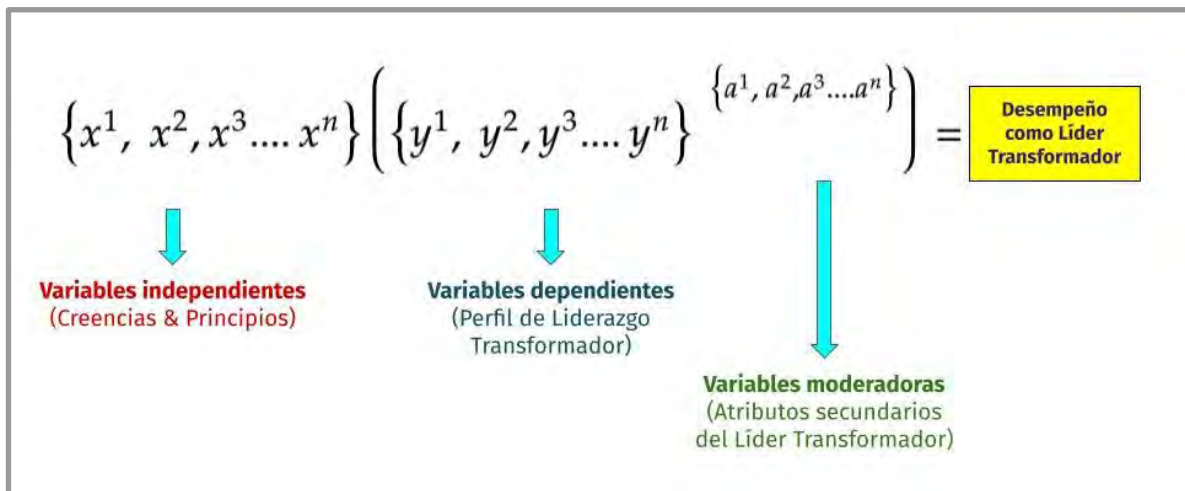 {x¹, x², x³.... xⁿ} ( {y¹, y², y³.... yⁿ} {a¹, a²,a³....aⁿ} ) =
Desempeño
como Líder
Transformador
Variables independientes
(Creencias & Principios)
Variables dependientes
(Perfil de Liderazgo
Transformador)
Variables moderadoras
(Atributos secundarios
del Líder Transformador)